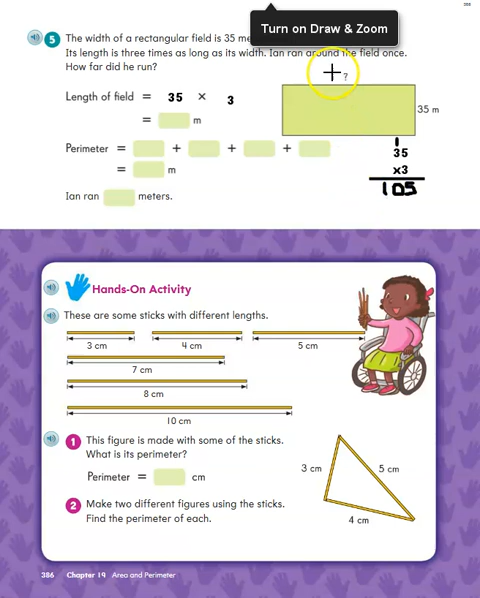 Turn on Draw & Zoom
5 The width of a rectangular field is 35 me
Its length is three times as long as its width. Ian ran around the field once.
How far did he run?
?
Length of field = 35 × 3
= m
35 m
Perimeter = + + +
= m
1
35
x3
105
Ian ran meters.
Hands-On Activity
These are some sticks with different lengths.
3 cm 4 cm 5 cm
7 cm
8 cm
10 cm
1 This figure is made with some of the sticks.
What is its perimeter?
Perimeter = cm
3 cm 5 cm
4 cm
2 Make two different figures using the sticks.
Find the perimeter of each.
386 Chapter 19 Area and Perimeter